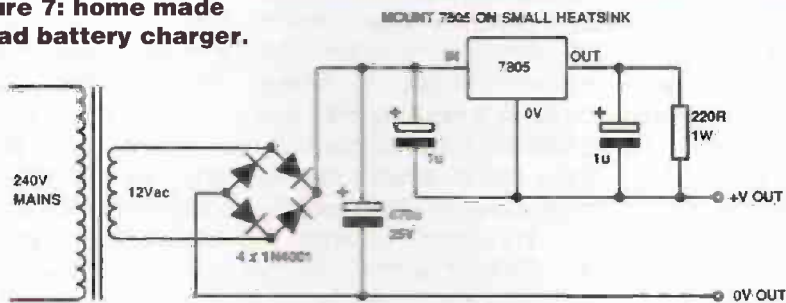 ure 7: home made
ad battery charger.
MOUNT 7805 ON SMALL HEATSINK
IN
7805
OUT
0V
+
1u
+
1u
220R
1W
240V
MAINS
12Vac
4 x 1N4001
+
25V
+V OUT
0V OUT